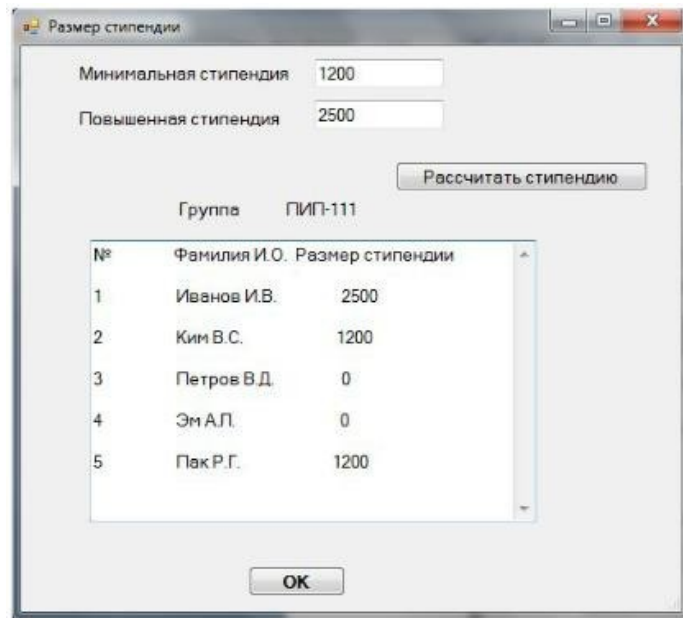 Размер стипендии
Минимальная стипендия 1200
Повышенная стипендия 2500
Рассчитать стипендию
Группа ПИП-111
№ Фамилия И.О. Размер стипендии
1 Иванов И.В. 2500
2 Ким В.С. 1200
3 Петров В.Д. 0
4 Эм А.П. 0
5 Пак Р.Г. 1200
OK